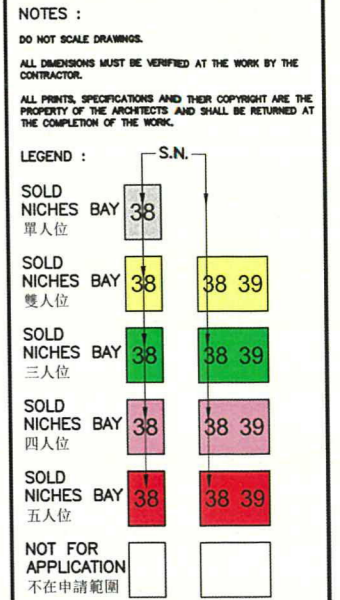 NOTES :
DO NOT SCALE DRAWINGS.
ALL DIMENSIONS MUST BE VERIFIED AT THE WORK BY THE
CONTRACTOR.
ALL PRINTS, SPECIFICATIONS AND THEIR COPYRIGHT ARE THE
PROPERTY OF THE ARCHITECTS AND SHALL BE RETURNED AT
THE COMPLETION OF THE WORK.
LEGEND :
S.N.
SOLD
NICHES BAY 38
單人位
SOLD
NICHES BAY 38 38 39
雙人位
SOLD
NICHES BAY 38 38 39
三人位
SOLD
NICHES BAY 38 38 39
四人位
SOLD
NICHES BAY 38 38 39
五人位
NOT FOR
APPLICATION
不在申請範圍